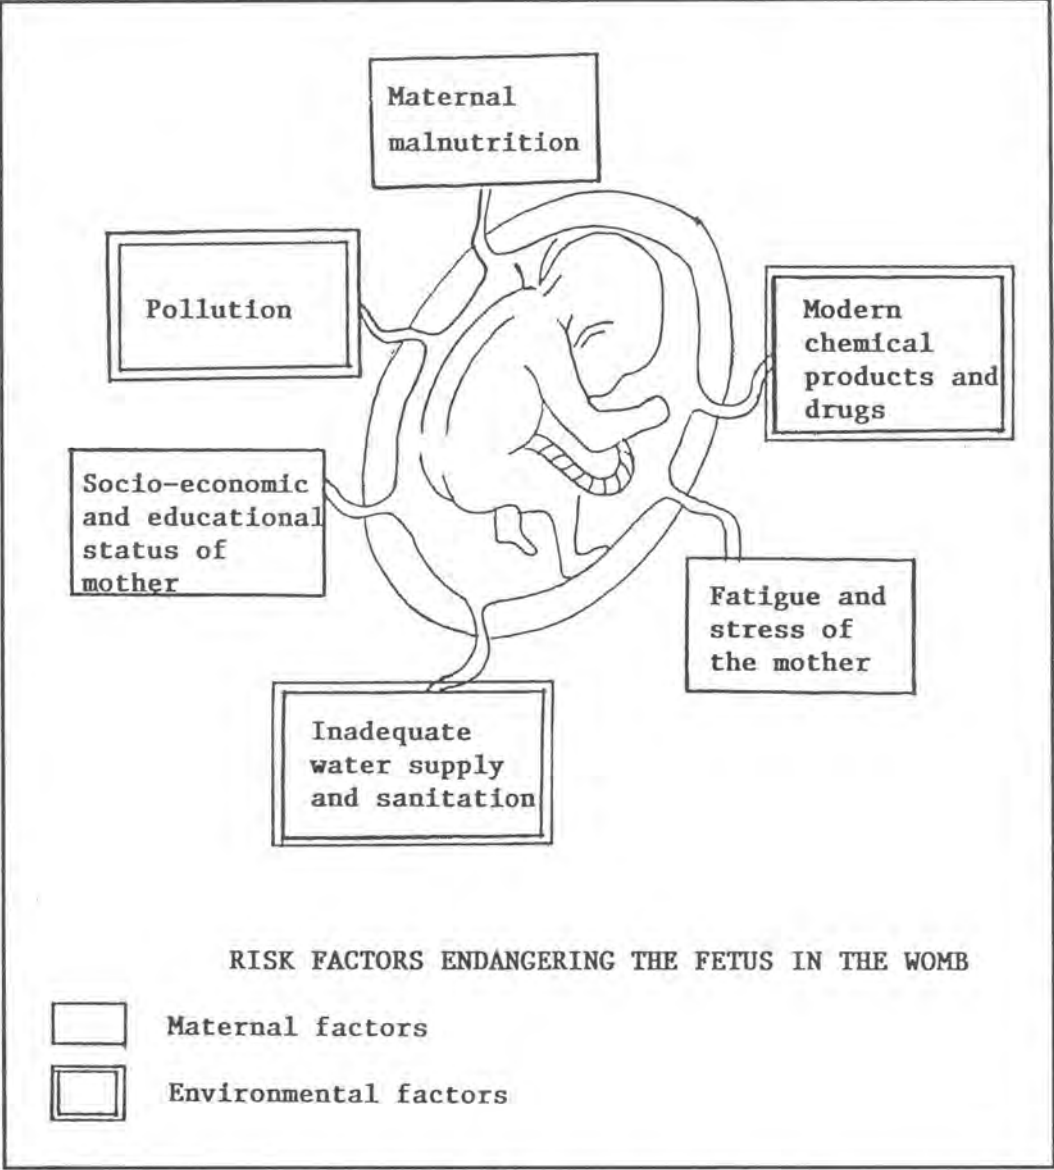 Maternal
malnutrition
Pollution
Modern
chemical
products and
drugs
Socio-economic
and educational
status of
mother
Fatigue and
stress of
the mother
Inadequate
water supply
and sanitation
RISK FACTORS ENDANGERING THE FETUS IN THE WOMB
Maternal factors
Environmental factors